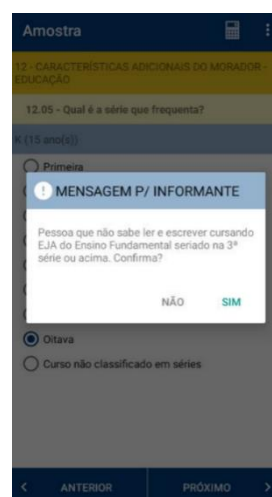 Amostra
12 - CARACTERÍSTICAS ADICIONAIS DO MORADOR -
EDUCAÇÃO
12.05 - Qual é a série que frequenta?
K (15 ano(s))
Primeira
MENSAGEM P/ INFORMANTE
Pessoa que não sabe ler e escrever cursando
EJA do Ensino Fundamental seriado na 3ª
série ou acima. Confirma?
NÃO SIM
Oitava
Curso não classificado em séries
ANTERIOR PRÓXIMO